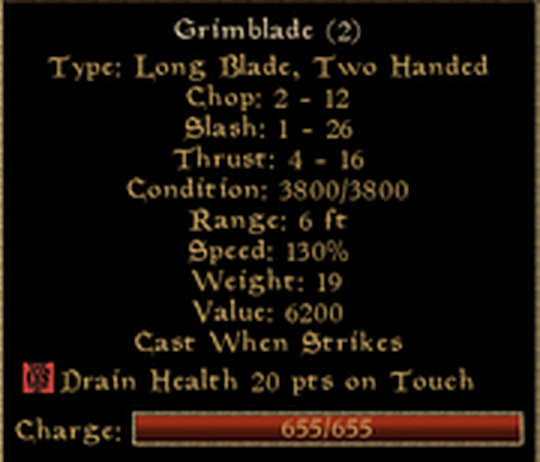 Grimblade (2)
Type: Long Blade, Two Handed
Chop: 2 - 12
Slash: 1 - 26
Thrust: 4 - 16
Condition: 3800/3800
Range: 6 ft
Speed: 130%
Weight: 19
Value: 6200
Cast When Strikes
Drain Health 20 pts on Touch
Charge: 655/655